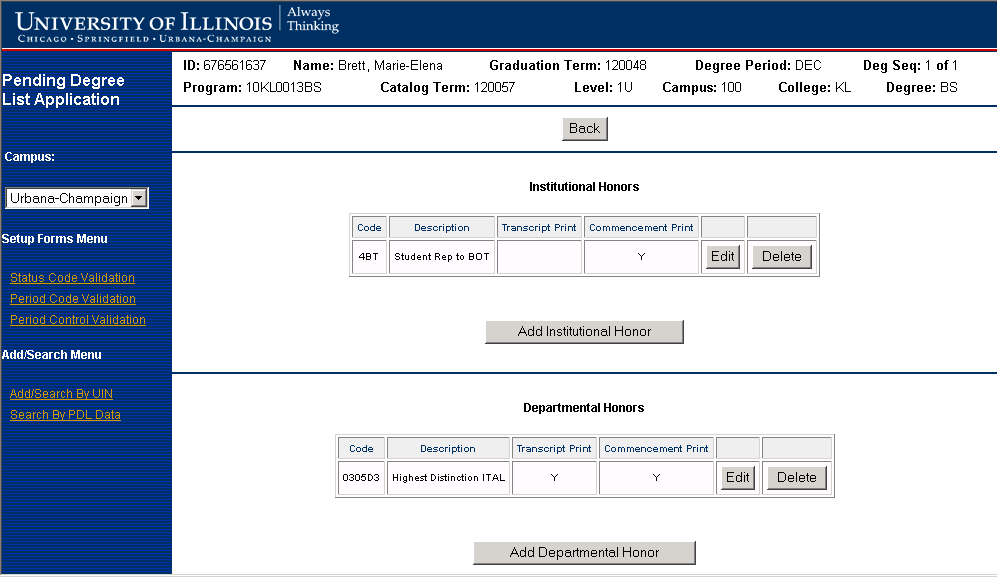 UNIVERSITY OF ILLINOIS
CHICAGO • SPRINGFIELD • URBANA-CHAMPAIGN
Always
Thinking
Pending Degree
List Application
Campus:
Urbana-Champaign
Setup Forms Menu
Status Code Validation
Period Code Validation
Period Control Validation
Add/Search Menu
Add/Search By UIN
Search By PDL Data
ID: 676561637 Name: Brett, Marie-Elena Graduation Term: 120048 Degree Period: DEC Deg Seq: 1 of 1
Program: 10KL0013BS Catalog Term: 120057 Level: 1U Campus: 100 College: KL Degree: BS
Back
Institutional Honors
Code Description Transcript Print Commencement Print
4BT Student Rep to BOT Y Edit Delete
Add Institutional Honor
Departmental Honors
Code Description Transcript Print Commencement Print
0305D3 Highest Distinction ITAL Y Y Edit Delete
Add Departmental Honor